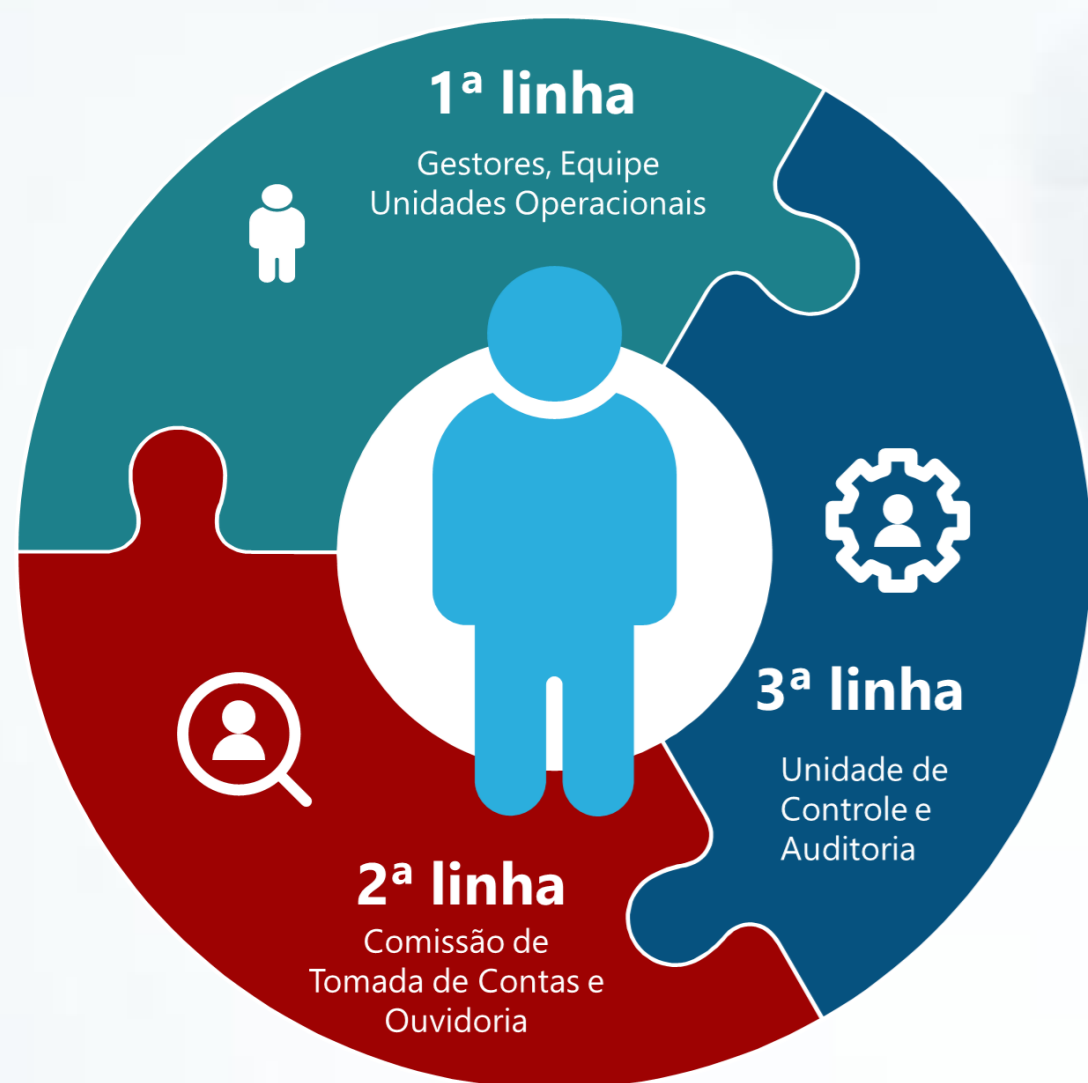 1ª linha
Gestores, Equipe
Unidades Operacionais
2ª linha
Comissão de
Tomada de Contas e
Ouvidoria
3ª linha
Unidade de
Controle e
Auditoria